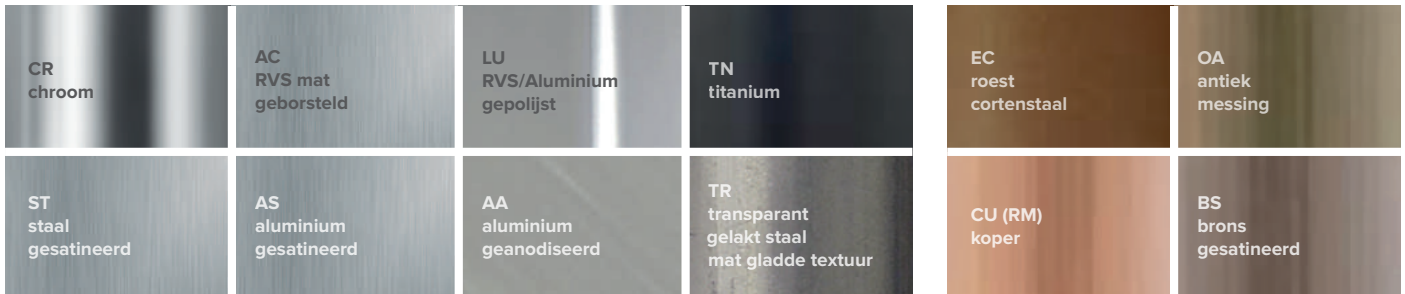 CR
chroom
AC
RVS mat
geborsteld
LU
RVS/Aluminium
gepolijst
TN
titanium
EC
roest
cortenstaal
OA
antiek
messing
ST
staal
gesatineerd
AS
aluminium
gesatineerd
AA
aluminium
geanodiseerd
TR
transparant
gelakt staal
mat gladde textuur
CU (RM)
koper
BS
brons
gesatineerd